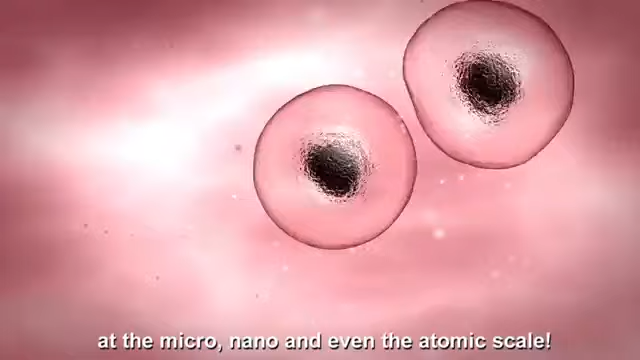 at the micro, nano and even the atomic scale!